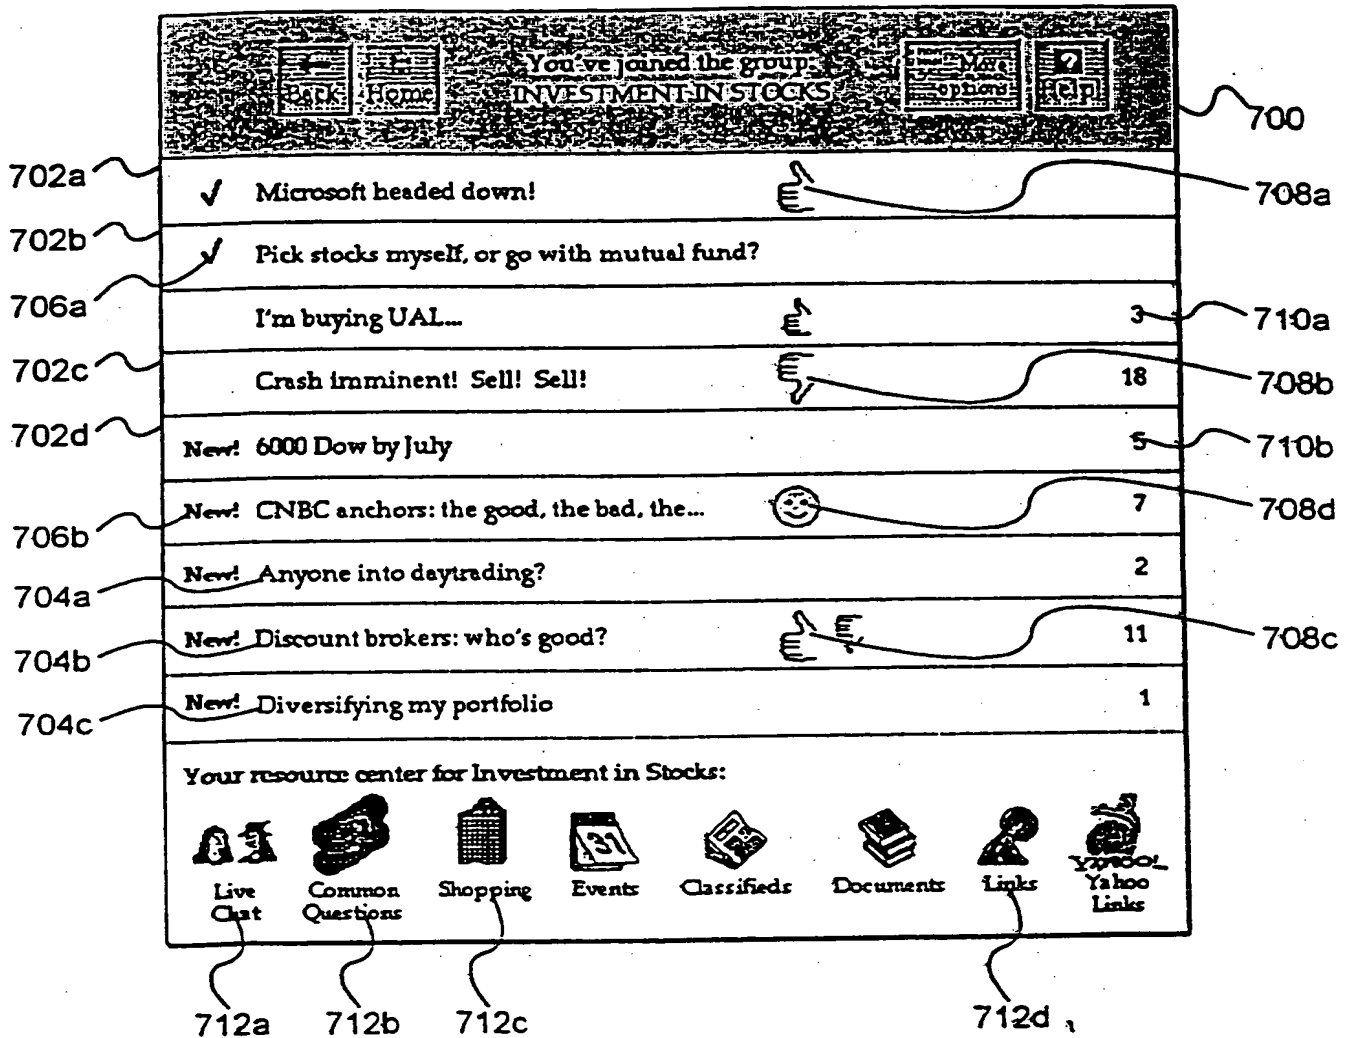 Back
Home
You've joined the group:
INVESTMENT IN STOCKS
More
options
?
Help
700
702a
✓ Microsoft headed down!
708a
702b
✓ Pick stocks myself, or go with mutual fund?
706a
I'm buying UAL...
3
710a
702c
Crash imminent! Sell! Sell!
18
708b
702d
New! 6000 Dow by July
5
710b
New! CNBC anchors: the good, the bad, the...
7
708d
706b
New! Anyone into daytrading?
2
704a
New! Discount brokers: who's good?
11
708c
704b
New! Diversifying my portfolio
1
704c
Your resource center for Investment in Stocks:
31
YAHOO!
Live
Chat
Common
Questions
Shopping
Events
Classifieds
Documents
Links
Yahoo
Links
712a
712b
712c
712d